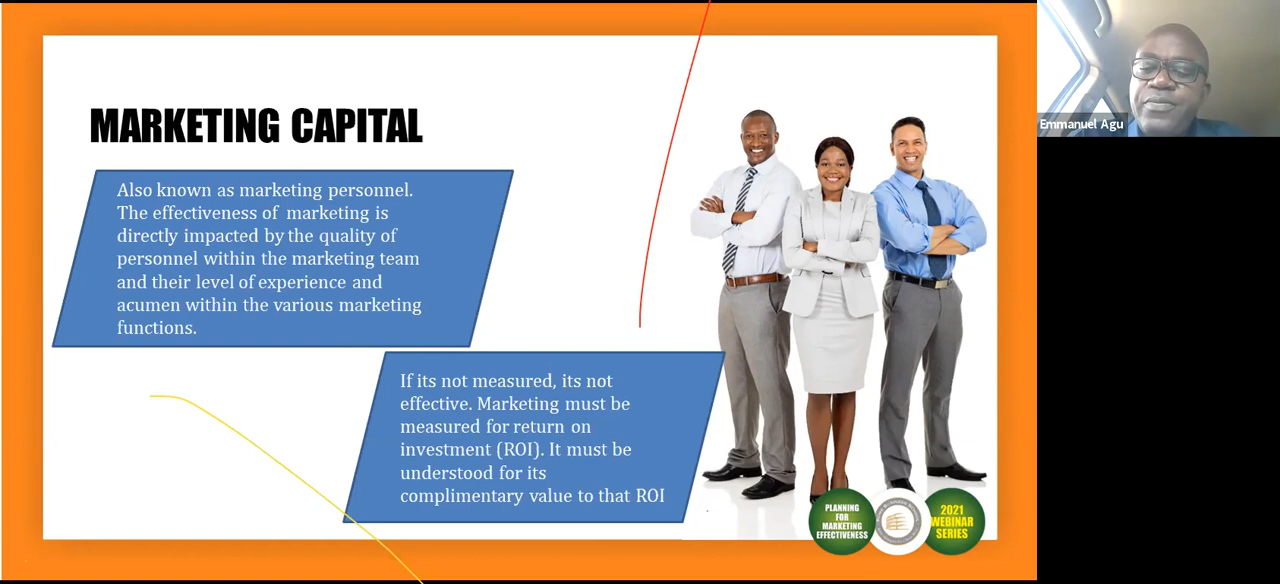 MARKETING CAPITAL
Also known as marketing personnel.
The effectiveness of marketing is
directly impacted by the quality of
personnel within the marketing team
and their level of experience and
acumen within the various marketing
functions.
If its not measured, its not
effective. Marketing must be
measured for return on
investment (ROI). It must be
understood for its
complimentary value to that ROI
PLANNING
FOR
MARKETING
EFFECTIVENESS
2021
WEBINAR
SERIES
Emmanuel Agu